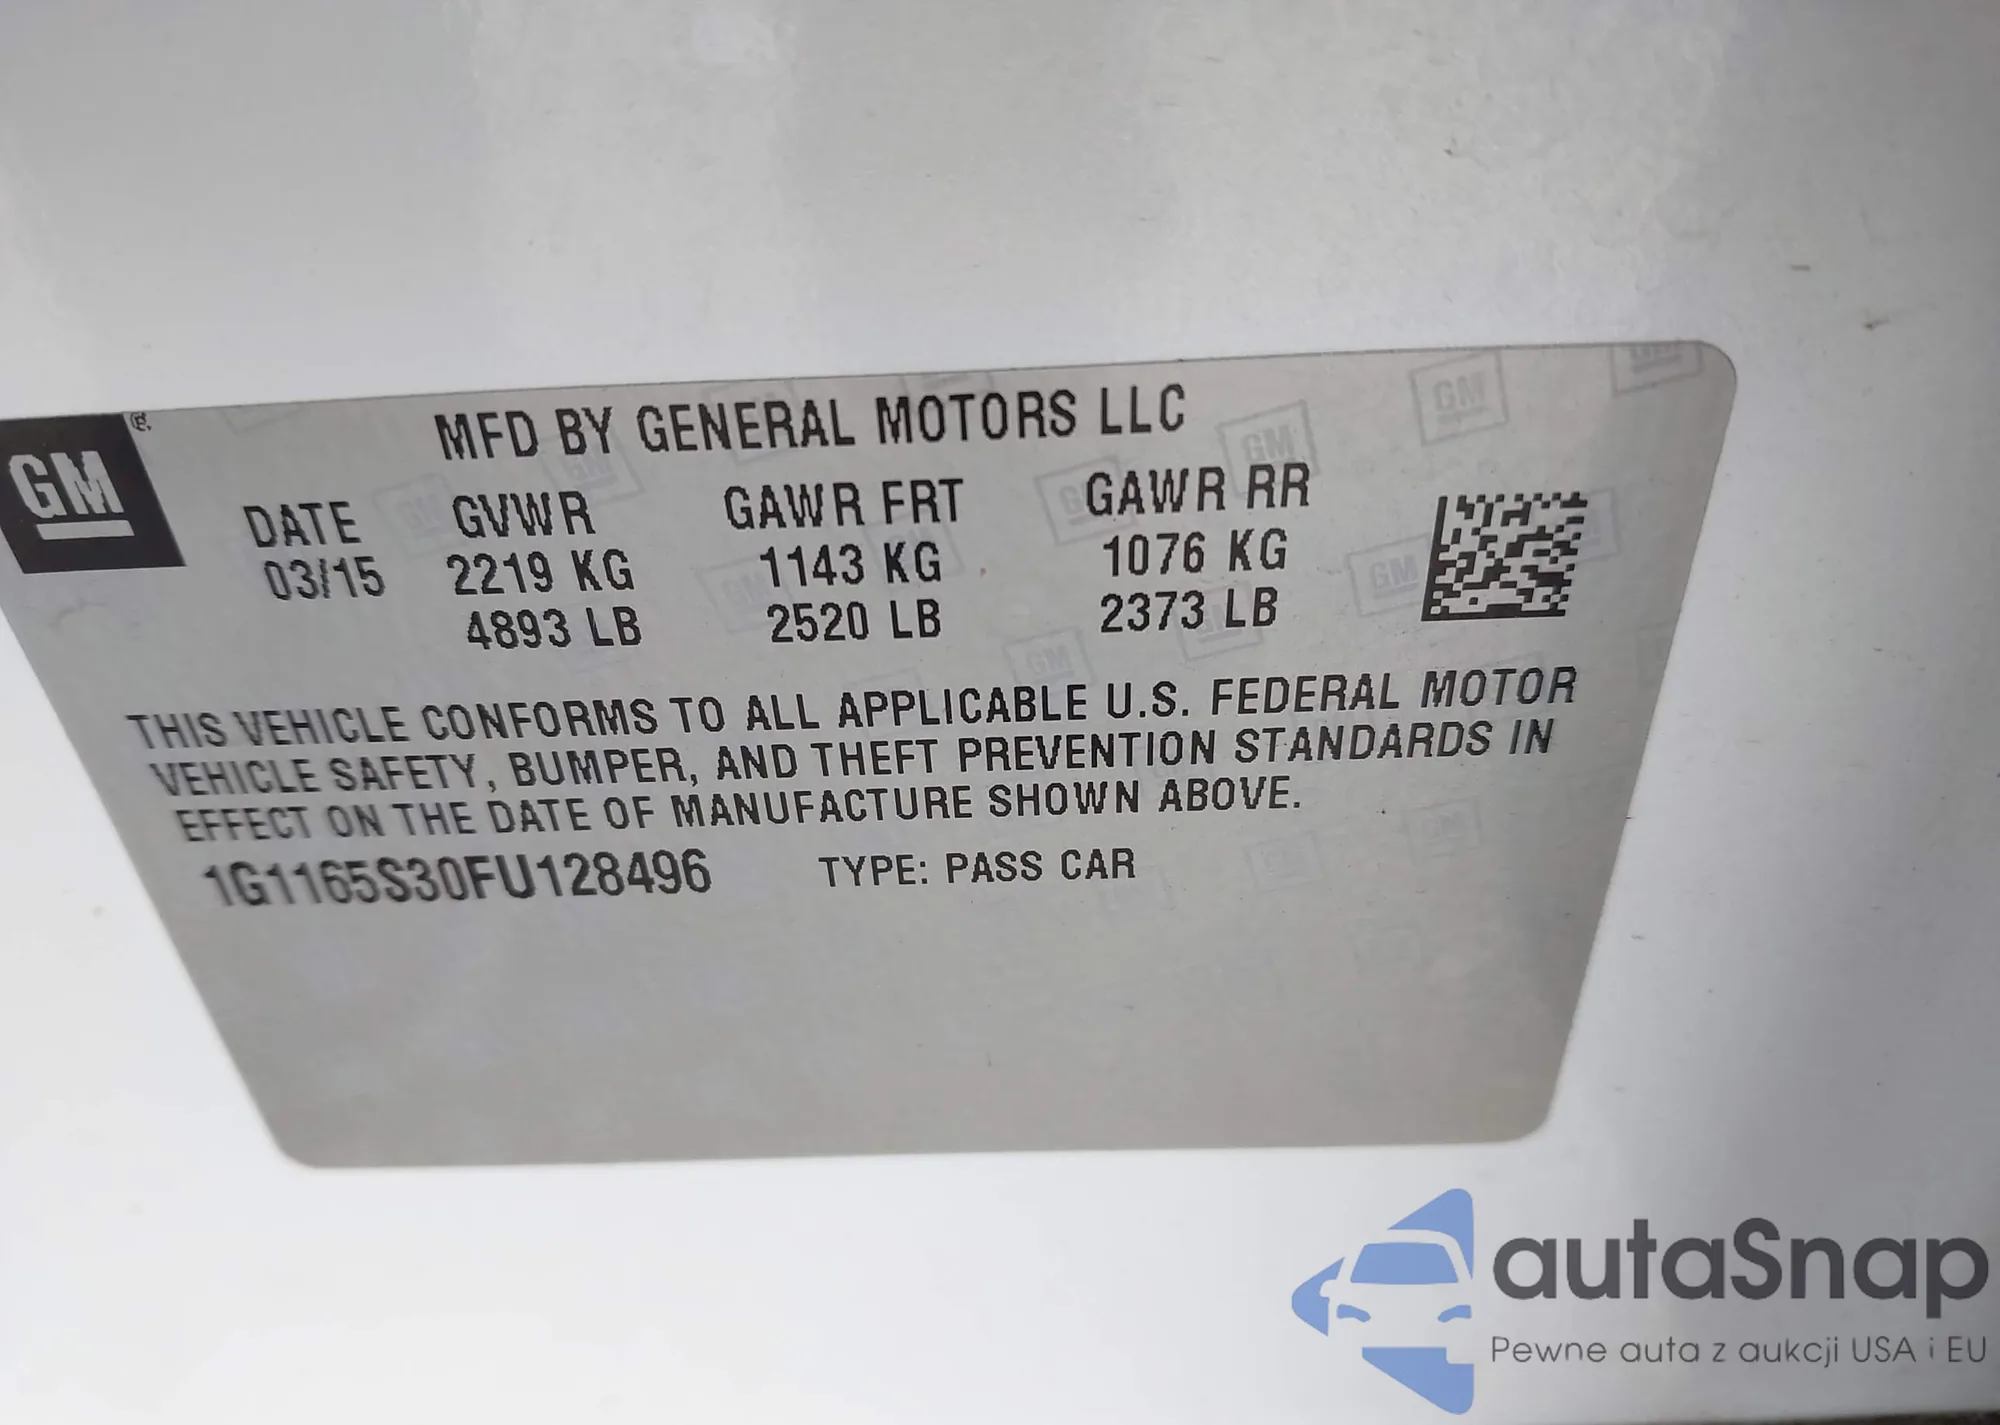 GM
MFD BY GENERAL MOTORS LLC
DATE GVWR GAWR FRT GAWR RR
03/15 2219 KG 1143 KG 1076 KG
4893 LB 2520 LB 2373 LB
THIS VEHICLE CONFORMS TO ALL APPLICABLE U.S. FEDERAL MOTOR
VEHICLE SAFETY, BUMPER, AND THEFT PREVENTION STANDARDS IN
EFFECT ON THE DATE OF MANUFACTURE SHOWN ABOVE.
1G1165S30FU128496 TYPE: PASS CAR
autaSnap
Pewne auta z aukcji USA i EU